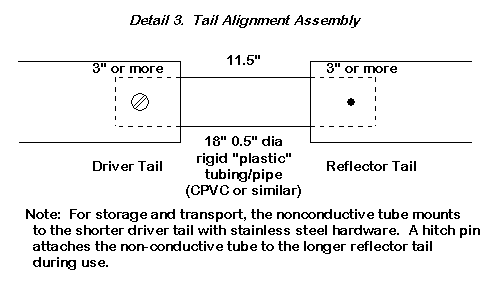 Detail 3. Tail Alignment Assembly
11.5"
3" or more
3" or more
18" 0.5" dia
rigid "plastic"
tubing/pipe
(CPVC or similar)
Driver Tail
Reflector Tail
Note: For storage and transport, the nonconductive tube mounts
to the shorter driver tail with stainless steel hardware. A hitch pin
attaches the non-conductive tube to the longer reflector tail
during use.